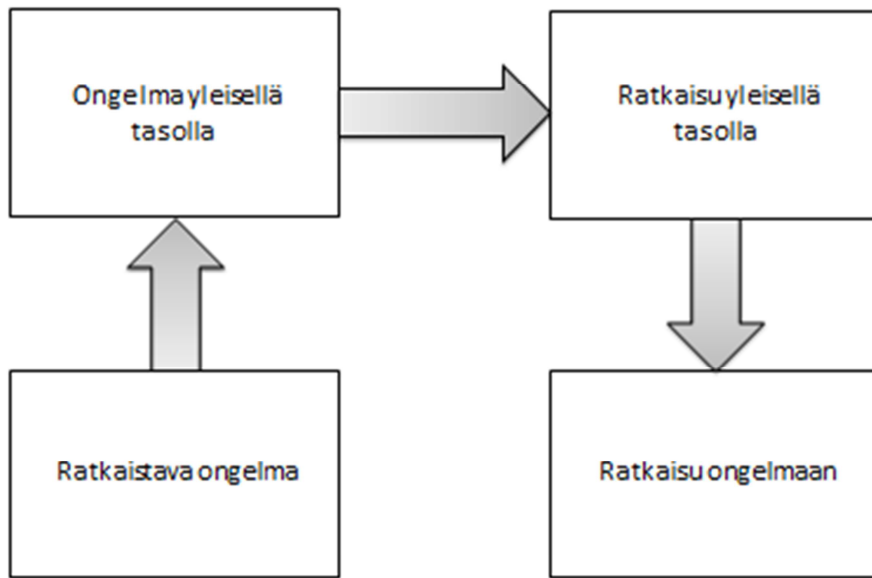 Ongelma yleisellä
tasolla
Ratkaisu yleisellä
tasolla
Ratkaistava ongelma
Ratkaisu ongelmaan